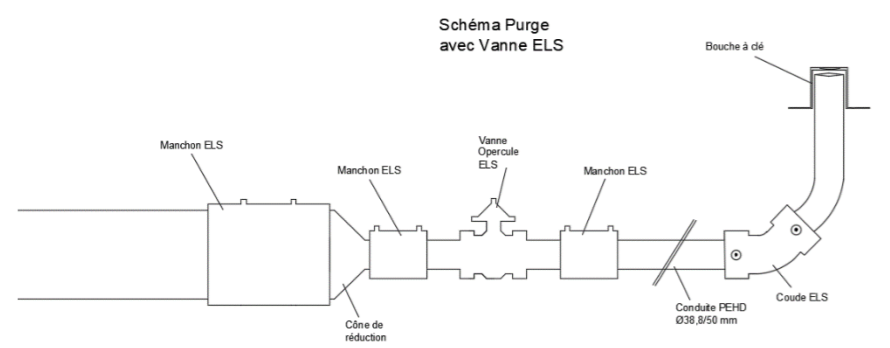 Schéma Purge
avec Vanne ELS
Bouche à clé
Manchon ELS
Vanne
Opercule
ELS
Manchon ELS
Manchon ELS
Conduite PEHD
Ø38,8/50 mm
Coude ELS
Cône de
réduction